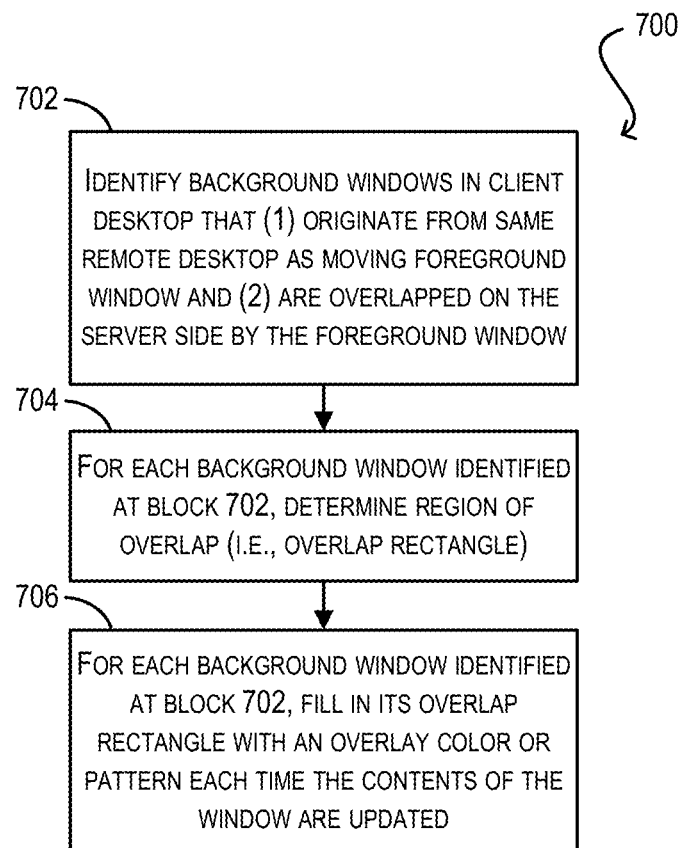 700
702
IDENTIFY BACKGROUND WINDOWS IN CLIENT
DESKTOP THAT (1) ORIGINATE FROM SAME
REMOTE DESKTOP AS MOVING FOREGROUND
WINDOW AND (2) ARE OVERLAPPED ON THE
SERVER SIDE BY THE FOREGROUND WINDOW
704
FOR EACH BACKGROUND WINDOW IDENTIFIED
AT BLOCK 702, DETERMINE REGION OF
OVERLAP (I.E., OVERLAP RECTANGLE)
706
FOR EACH BACKGROUND WINDOW IDENTIFIED
AT BLOCK 702, FILL IN ITS OVERLAP
RECTANGLE WITH AN OVERLAY COLOR OR
PATTERN EACH TIME THE CONTENTS OF THE
WINDOW ARE UPDATED